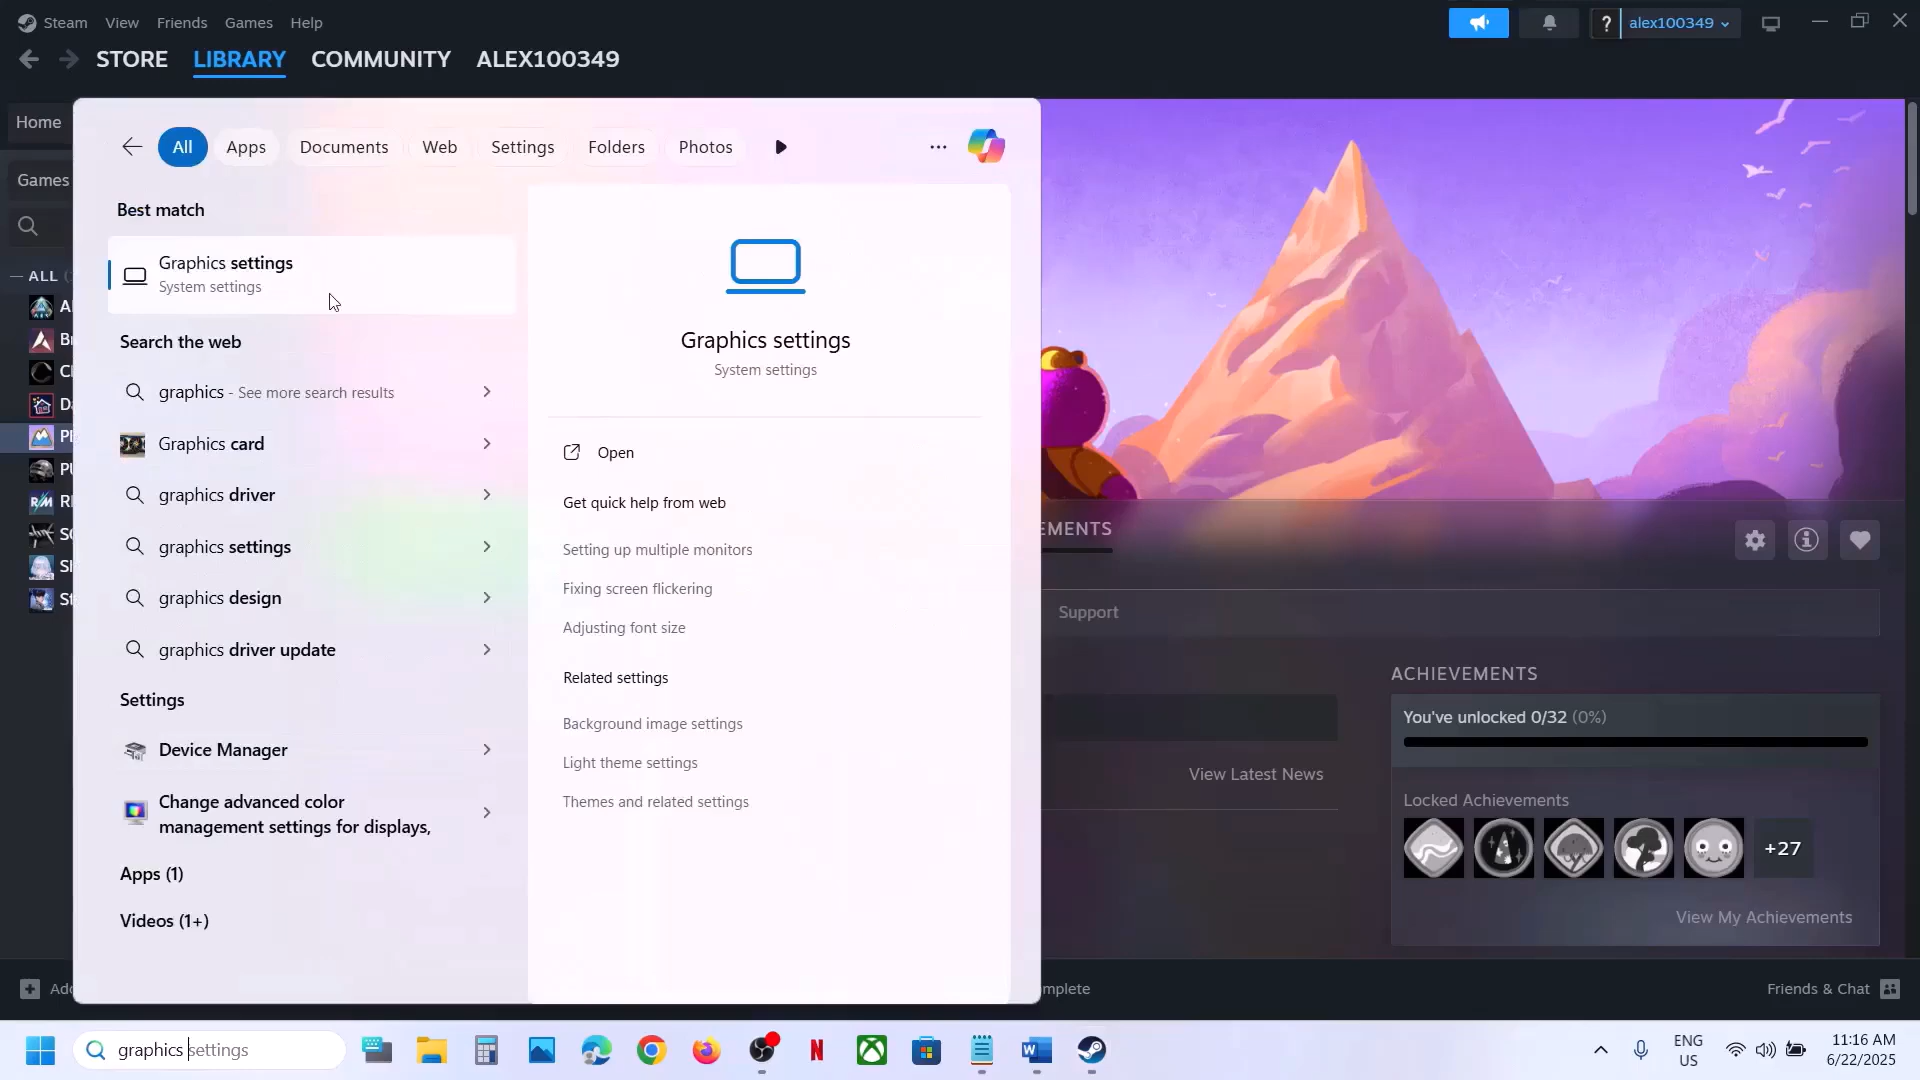 Steam View Friends Games Help
alex100349
STORE LIBRARY COMMUNITY ALEX100349
Home
Games
ALL
All Apps Documents Web Settings Folders Photos
Best match
Graphics settings
System settings
Search the web
graphics - See more search results
Graphics card
graphics driver
graphics settings
graphics design
graphics driver update
Settings
Device Manager
Change advanced color
management settings for displays,
Apps (1)
Videos (1+)
Graphics settings
System settings
Open
Get quick help from web
Setting up multiple monitors
Fixing screen flickering
Adjusting font size
Related settings
Background image settings
Light theme settings
Themes and related settings
EMENTS
Support
View Latest News
ACHIEVEMENTS
You've unlocked 0/32 (0%)
Locked Achievements
+27
View My Achievements
Add
mplete
Friends & Chat
graphics settings
ENG
US
11:16 AM
6/22/2025